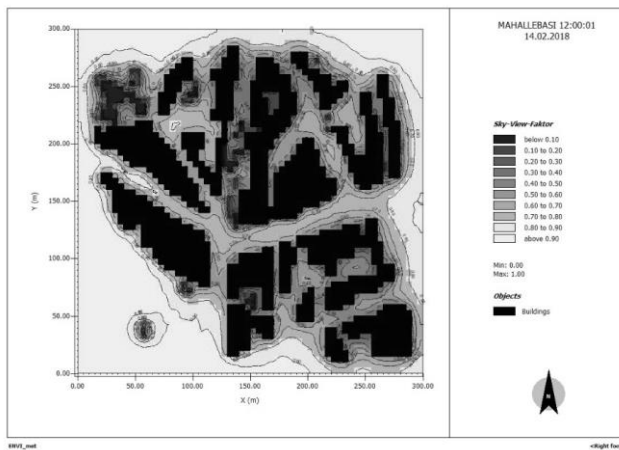 MAHALLEBASI 12:00:01
14.02.2018
Sky-View-Faktor
below 0.10
0.10 to 0.20
0.20 to 0.30
0.30 to 0.40
0.40 to 0.50
0.50 to 0.60
0.60 to 0.70
0.70 to 0.80
0.80 to 0.90
above 0.90
Min: 0.00
Max: 1.00
Objects
Buildings
N
300.00
250.00
200.00
150.00
100.00
50.00
0.00
Y (m)
0.00 50.00 100.00 150.00 200.00 250.00 300.00
X (m)
ENVI_met
<Right foo